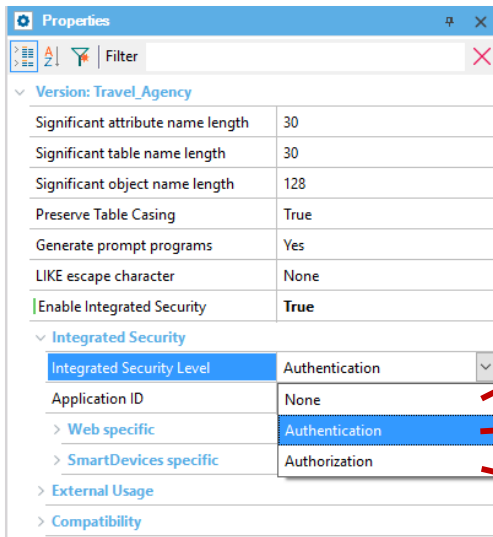 Properties
Filter
Version: Travel_Agency
Significant attribute name length 30
Significant table name length 30
Significant object name length 128
Preserve Table Casing True
Generate prompt programs Yes
LIKE escape character None
Enable Integrated Security True
Integrated Security
Integrated Security Level Authentication
Application ID None
Web specific Authentication
SmartDevices specific Authorization
External Usage
Compatibility